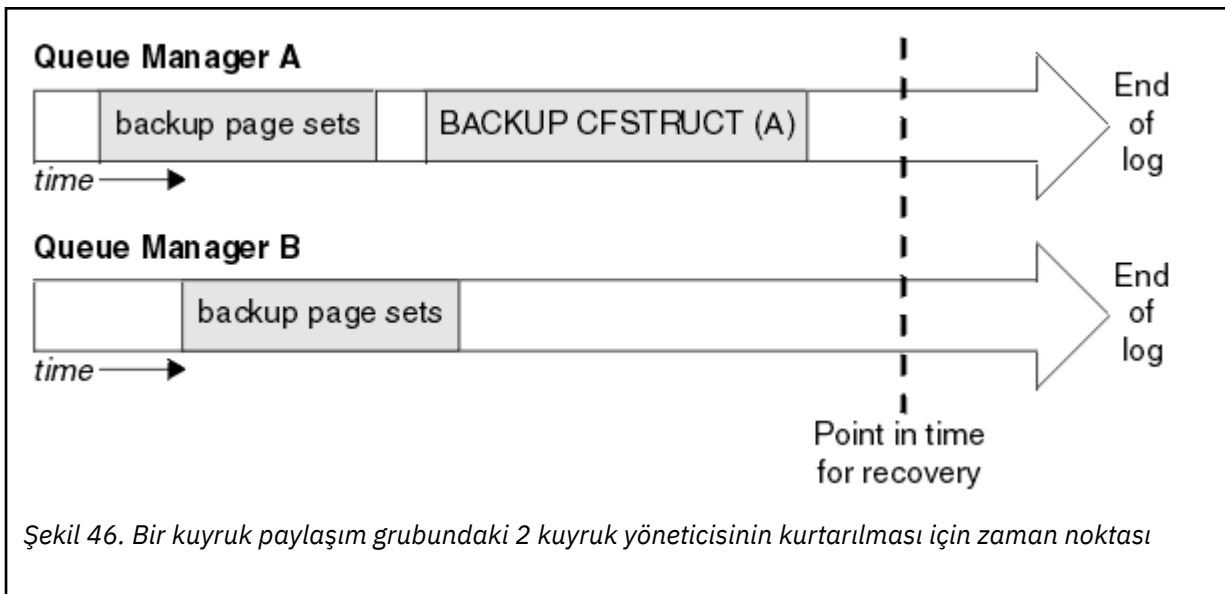 Queue Manager A
backup page sets
BACKUP CFSTRUCT (A)
End
of
log
time
Queue Manager B
backup page sets
End
of
log
time
Point in time
for recovery
Şekil 46. Bir kuyruk paylaşım grubundaki 2 kuyruk yöneticisinin kurtarılması için zaman noktası